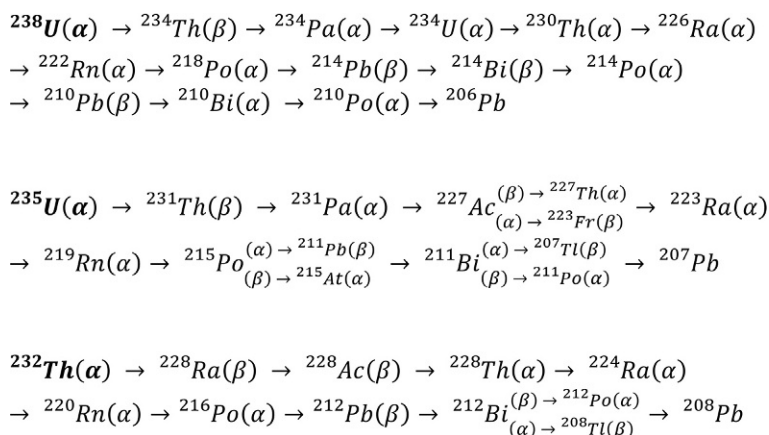 ²³⁸U(α) → ²³⁴Th(β) → ²³⁴Pa(α) → ²³⁴U(α) → ²³⁰Th(α) → ²²⁶Ra(α)
→ ²²²Rn(α) → ²¹⁸Po(α) → ²¹⁴Pb(β) → ²¹⁴Bi(β) → ²¹⁴Po(α)
→ ²¹⁰Pb(β) → ²¹⁰Bi(α) → ²¹⁰Po(α) → ²⁰⁶Pb
²³⁵U(α) → ²³¹Th(β) → ²³¹Pa(α) → ²²⁷Ac (β) → ²²⁷Th(α) (α) → ²²³Fr(β) → ²²³Ra(α)
→ ²¹⁹Rn(α) → ²¹⁵Po (α) → ²¹¹Pb(β) (β) → ²¹⁵At(α) → ²¹¹Bi (α) → ²⁰⁷Tl(β) (β) → ²¹¹Po(α) → ²⁰⁷Pb
²³²Th(α) → ²²⁸Ra(β) → ²²⁸Ac(β) → ²²⁸Th(α) → ²²⁴Ra(α)
→ ²²⁰Rn(α) → ²¹⁶Po(α) → ²¹²Pb(β) → ²¹²Bi (β) → ²¹²Po(α) (α) → ²⁰⁸Tl(β) → ²⁰⁸Pb